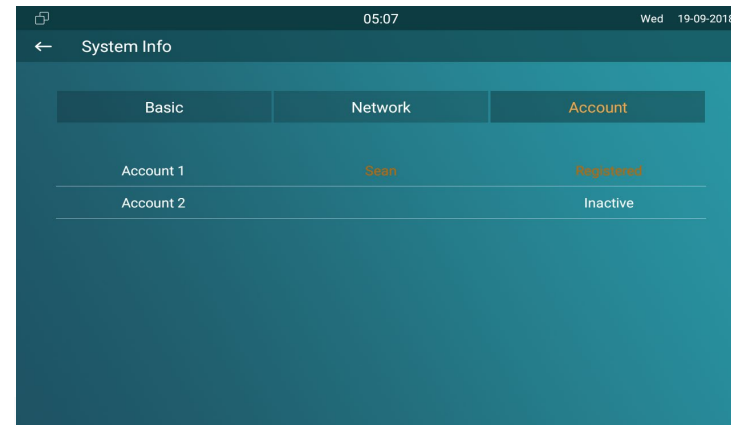 05:07 Wed 19-09-2018
System Info
Basic Network Account
Account 1 Sean Registered
Account 2 Inactive